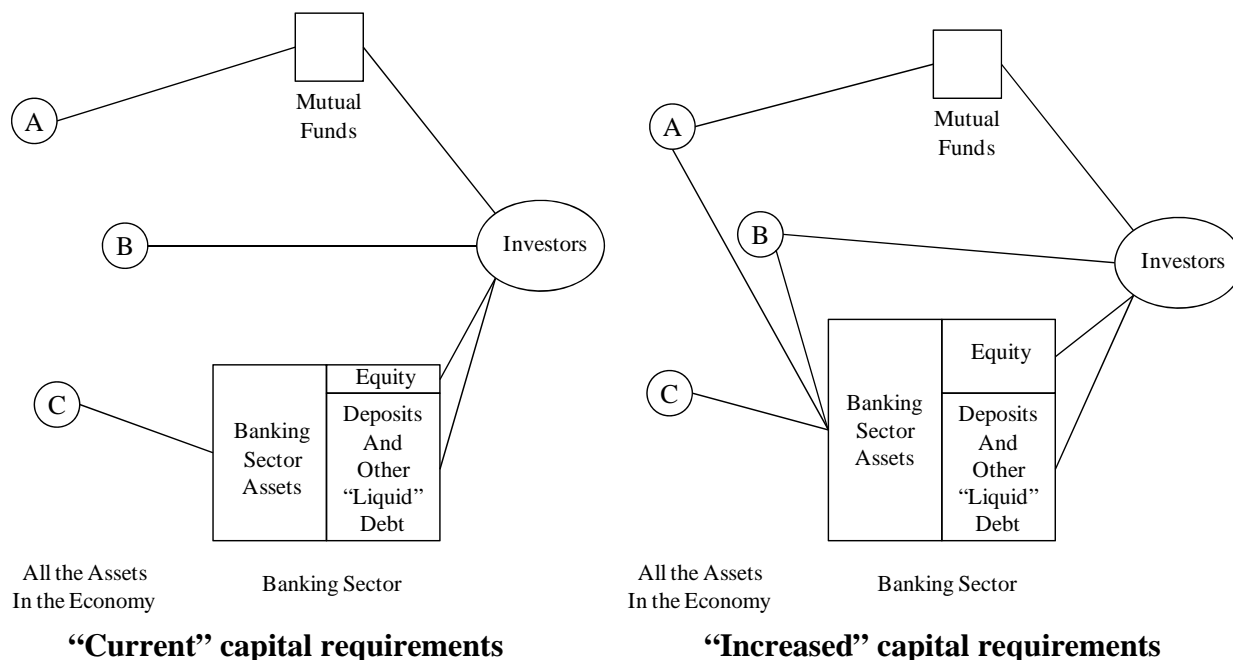 A
Mutual
Funds
B
Investors
C
Equity
Banking
Sector
Assets
Deposits
And
Other
“Liquid”
Debt
All the Assets
In the Economy
Banking Sector
“Current” capital requirements
A
Mutual
Funds
B
Investors
C
Equity
Banking
Sector
Assets
Deposits
And
Other
“Liquid”
Debt
All the Assets
In the Economy
Banking Sector
“Increased” capital requirements